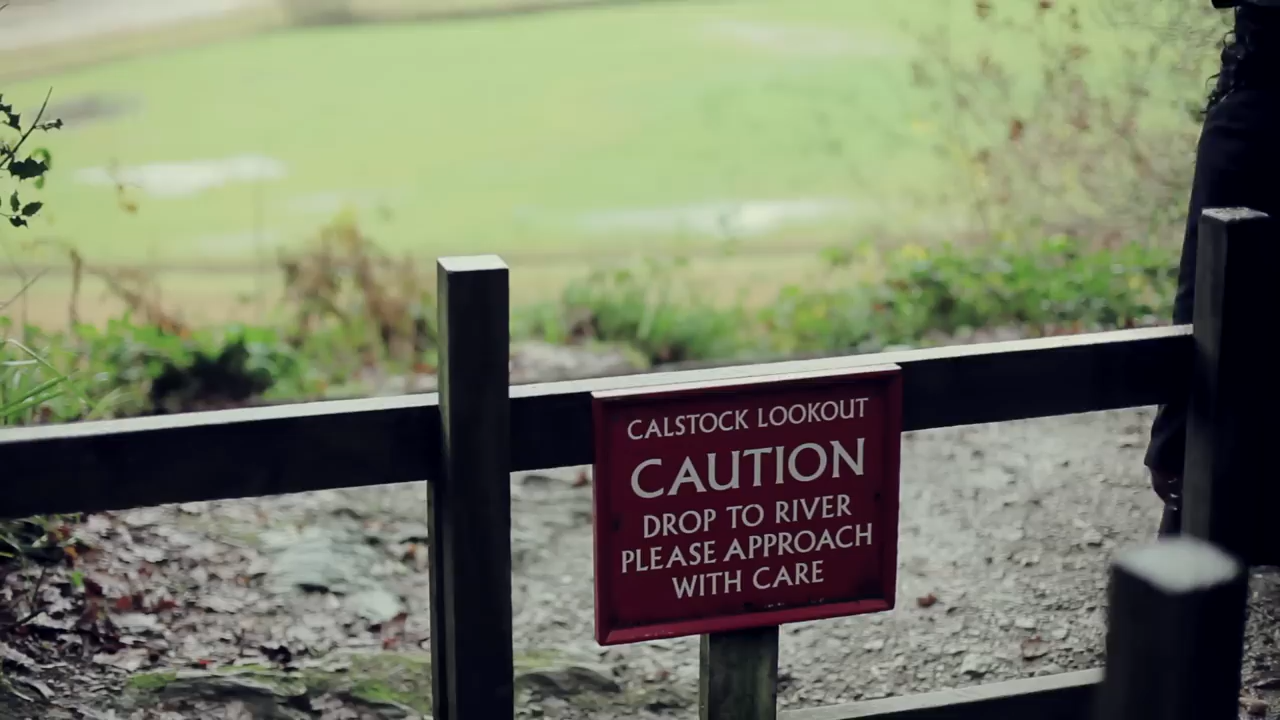 CALSTOCK LOOKOUT
CAUTION
DROP TO RIVER
PLEASE APPROACH
WITH CARE